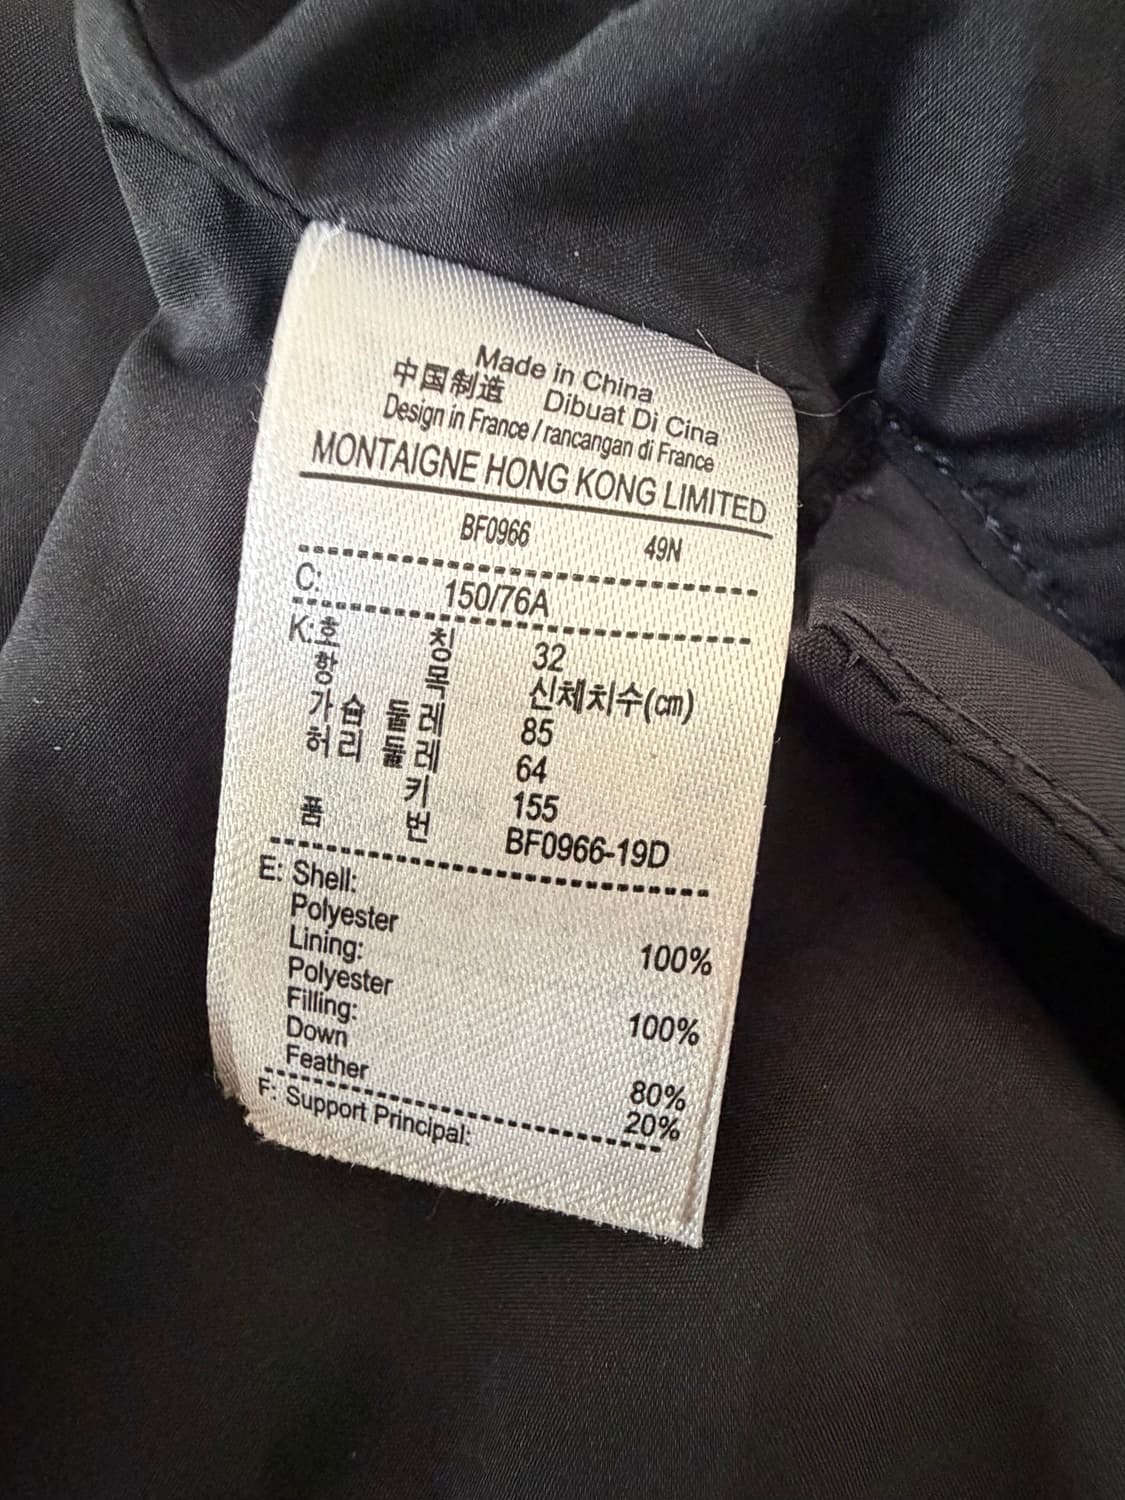 Made in China
中国制造 Dibuat Di Cina
Design in France / rancangan di France
MONTAIGNE HONG KONG LIMITED
BF0966 49N
C: 150/76A
K:호 칭 32
항 목 신체치수(㎝)
가슴 둘레 85
허리 둘레 64
키 155
품 번 BF0966-19D
E: Shell:
Polyester 100%
Lining:
Polyester 100%
Filling:
Down 80%
Feather 20%
F: Support Principal: